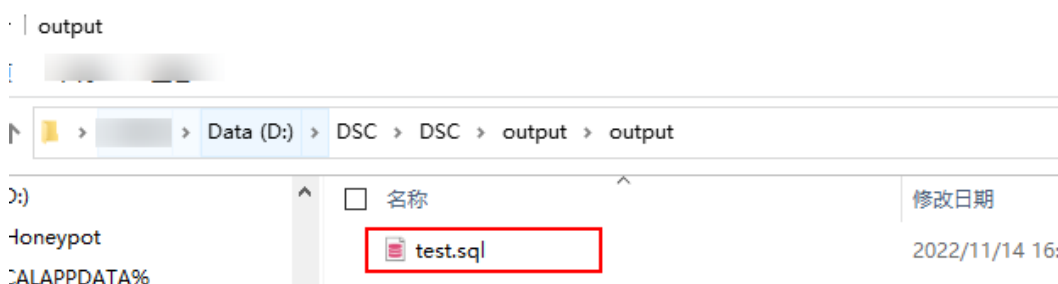 output
Data (D:) > DSC > DSC > output > output
D:)
名称
修改日期
Honeypot
test.sql
2022/11/14 16:
CALAPPDATA%